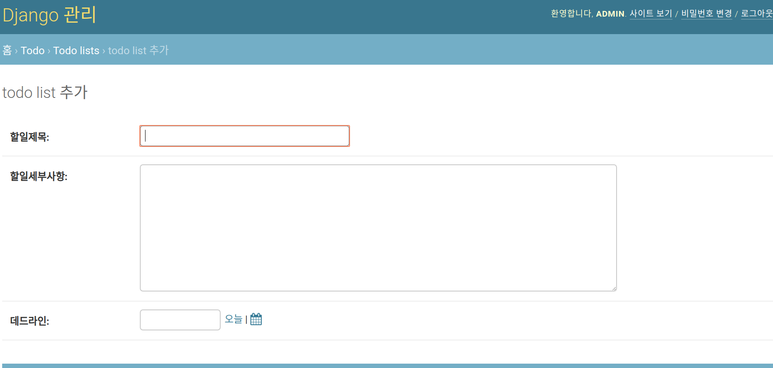 Django 관리
환영합니다, ADMIN. 사이트 보기 / 비밀번호 변경 / 로그아웃
홈 › Todo › Todo lists › todo list 추가
todo list 추가
할일제목:
할일세부사항:
데드라인:
오늘 |